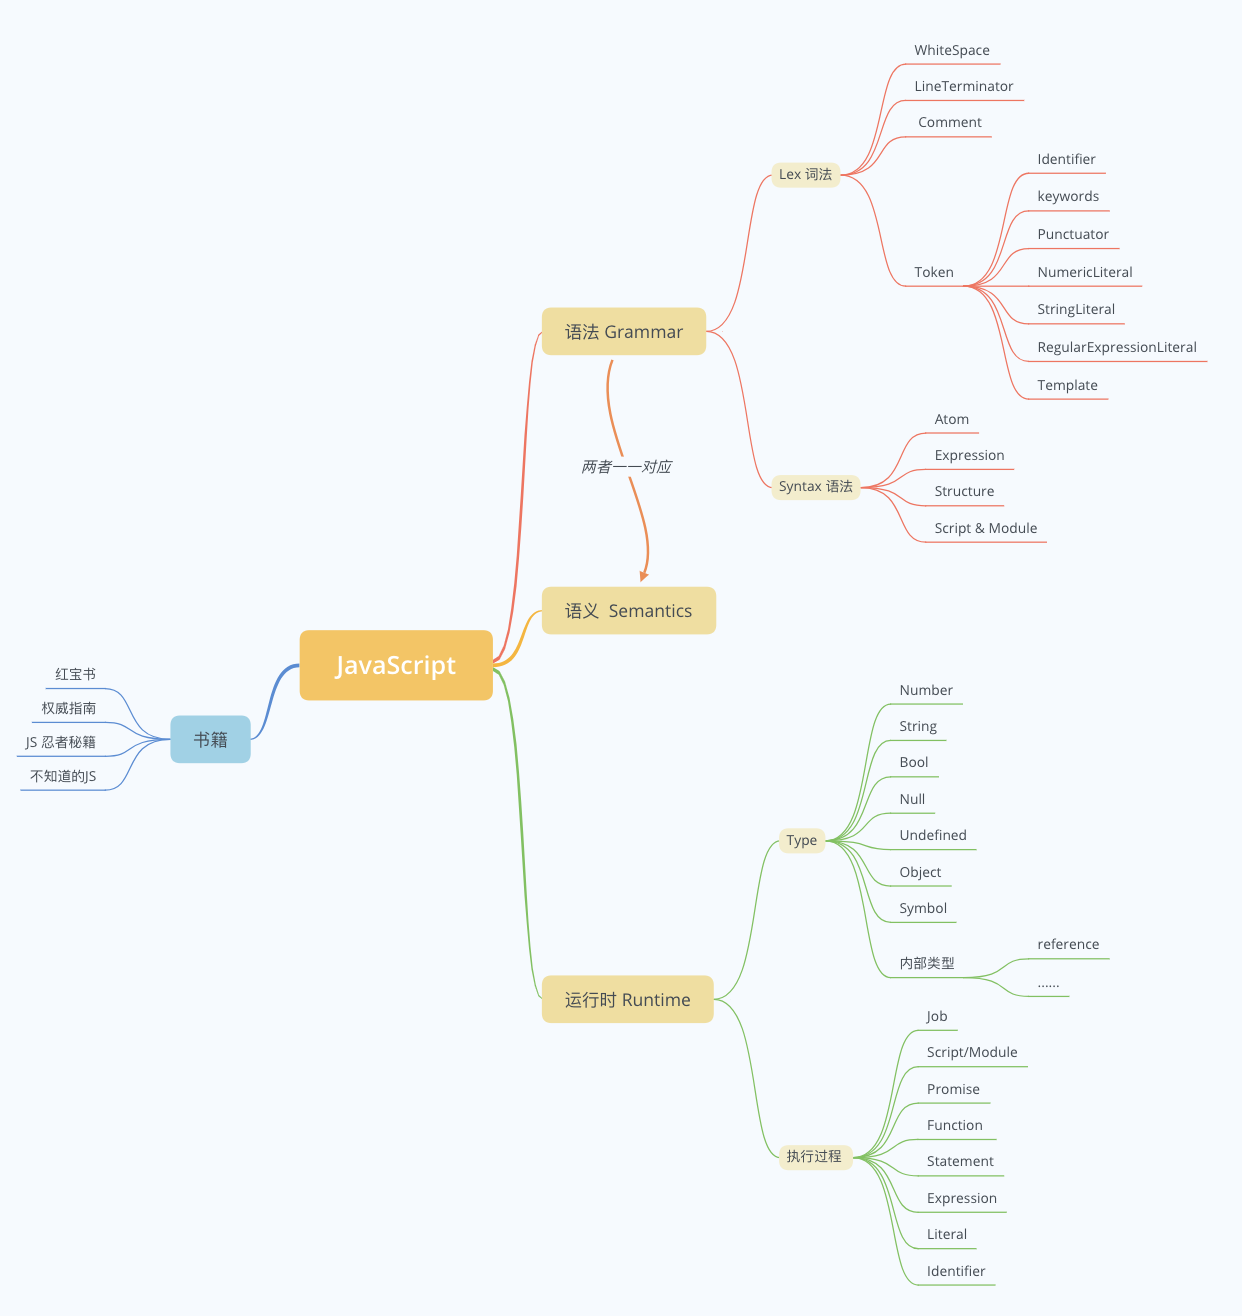 WhiteSpace
LineTerminator
Comment
Lex 词法
Identifier
keywords
Punctuator
Token
NumericLiteral
StringLiteral
RegularExpressionLiteral
Template
语法 Grammar
Atom
Expression
Syntax 语法
Structure
Script & Module
两者一一对应
语义 Semantics
JavaScript
红宝书
权威指南
JS 忍者秘籍
不知道的JS
书籍
Number
String
Bool
Null
Type
Undefined
Object
Symbol
内部类型
reference
......
运行时 Runtime
Job
Script/Module
Promise
Function
执行过程
Statement
Expression
Literal
Identifier